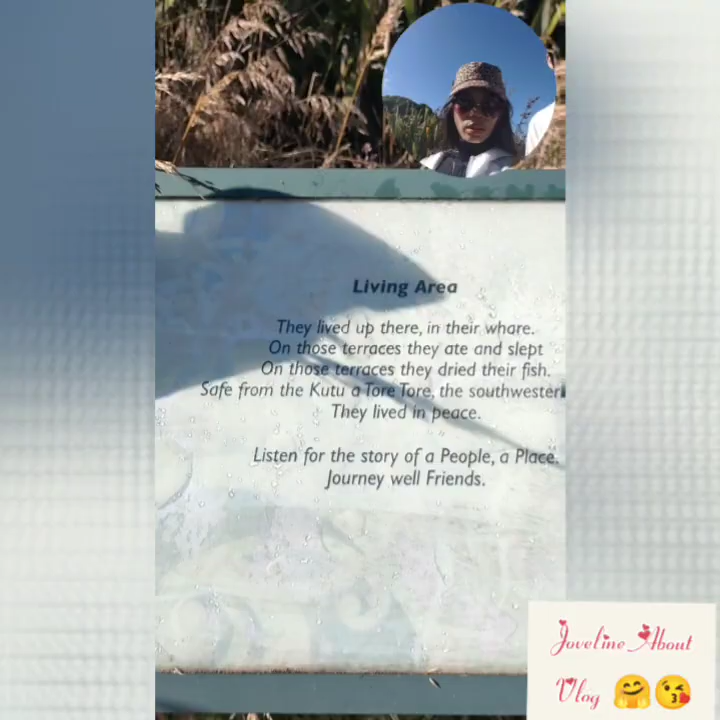 Living Area
They lived up there, in their whare.
On those terraces they ate and slept
On those terraces they dried their fish.
Safe from the Kutu a Tore Tore, the southwester
They lived in peace.
Listen for the story of a People, a Place.
Journey well Friends.
Joveline About
Vlog 🤗😘